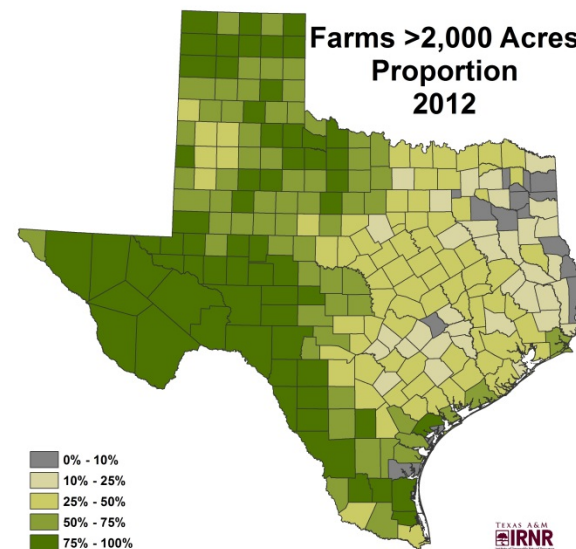 Farms >2,000 Acres
Proportion
2012
0% - 10%
10% - 25%
25% - 50%
50% - 75%
75% - 100%
TEXAS A&M
IRNR